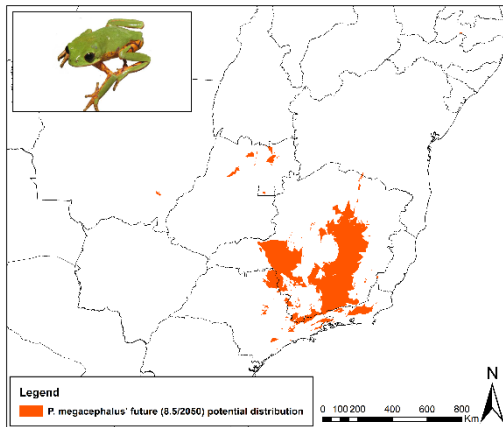 N
Legend
P. megacephalus' future (8.5/2050) potential distribution
0 100 200 400 600 800
Km